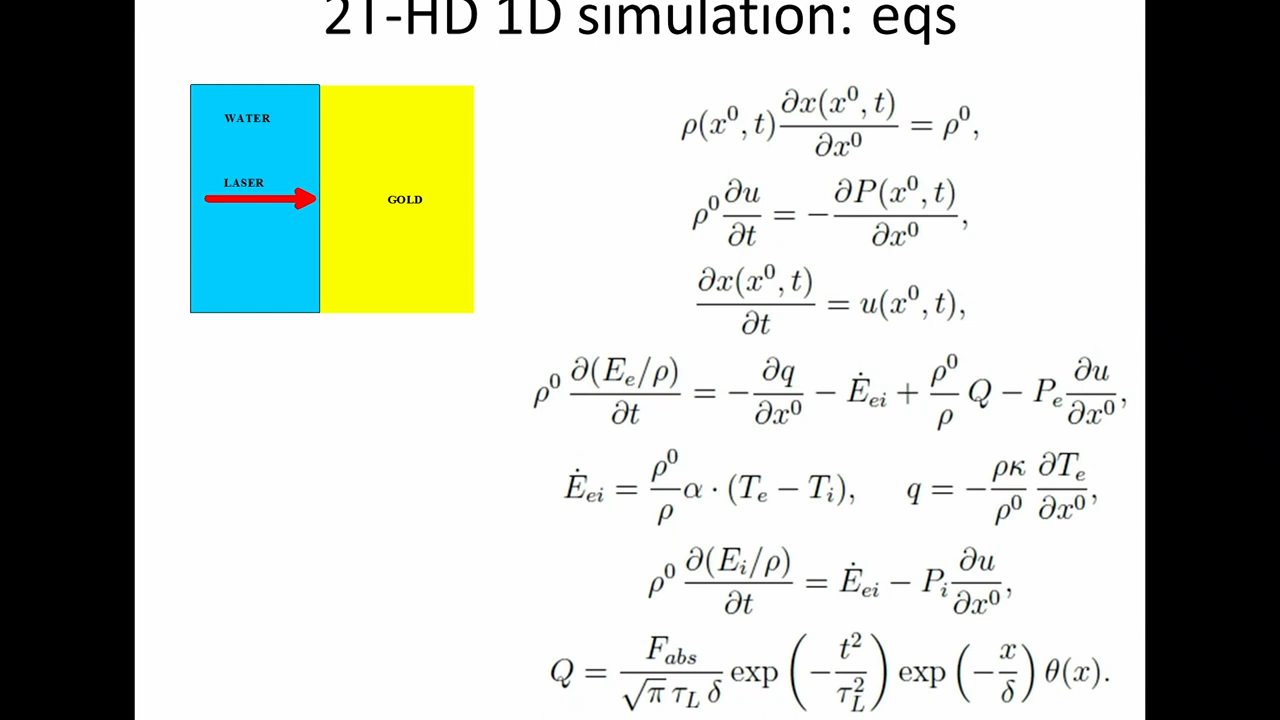 2T-HD 1D simulation: eqs
WATER
LASER
GOLD
ρ(x⁰, t) ∂x(x⁰, t)/∂x⁰ = ρ⁰,
ρ⁰ ∂u/∂t = − ∂P(x⁰, t)/∂x⁰,
∂x(x⁰, t)/∂t = u(x⁰, t),
ρ⁰ ∂(E_e/ρ)/∂t = − ∂q/∂x⁰ − Ė_ei + ρ⁰/ρ Q − P_e ∂u/∂x⁰,
Ė_ei = ρ⁰/ρ α · (T_e − T_i), q = − ρκ/ρ⁰ ∂T_e/∂x⁰,
ρ⁰ ∂(E_i/ρ)/∂t = Ė_ei − P_i ∂u/∂x⁰,
Q = F_abs/(√π τ_L δ) exp(− t²/τ_L²) exp(− x/δ) θ(x).